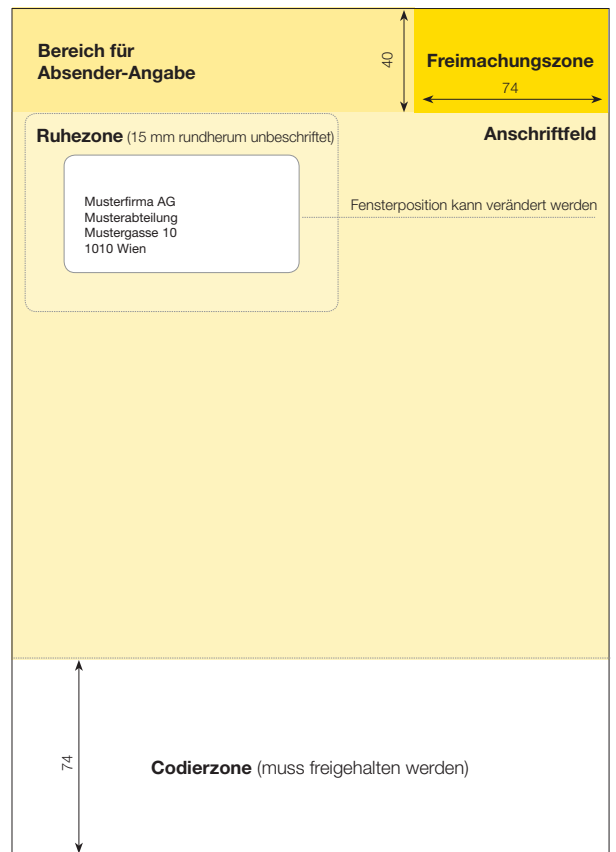 Bereich für
Absender-Angabe
40
Freimachungszone
74
Ruhezone (15 mm rundherum unbeschriftet)
Anschriftfeld
Musterfirma AG
Musterabteilung
Mustergasse 10
1010 Wien
Fensterposition kann verändert werden
74
Codierzone (muss freigehalten werden)